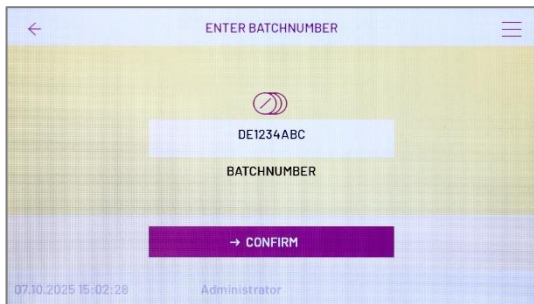 ENTER BATCHNUMBER
DE1234ABC
BATCHNUMBER
→ CONFIRM
07.10.2025 15:02:28 Administrator